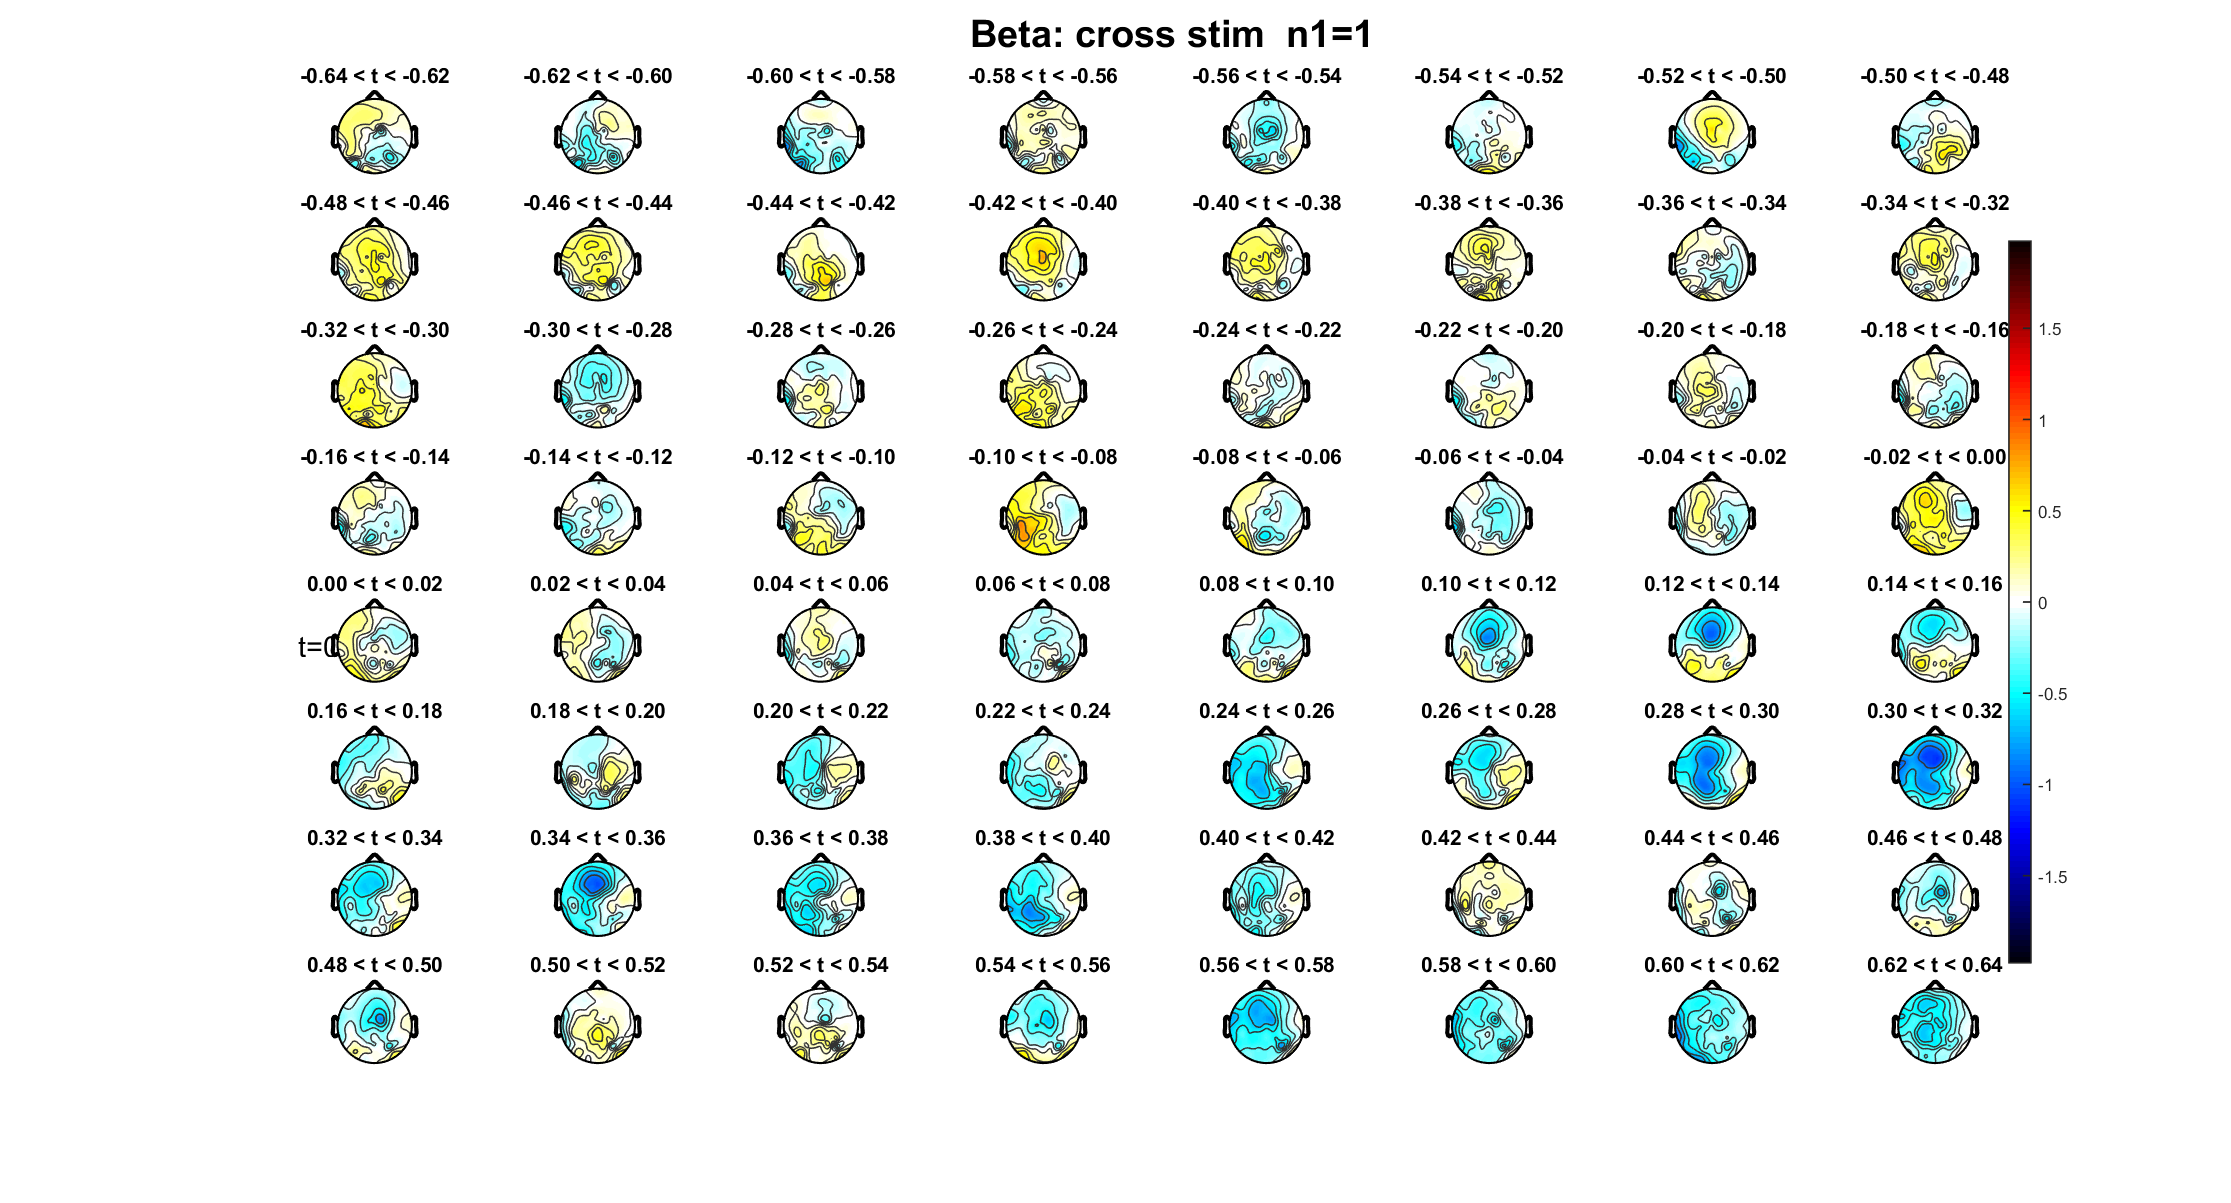 Beta: cross stim  n1=1
-0.64 < t < -0.62
-0.62 < t < -0.60
-0.60 < t < -0.58
-0.58 < t < -0.56
-0.56 < t < -0.54
-0.54 < t < -0.52
-0.52 < t < -0.50
-0.50 < t < -0.48
-0.48 < t < -0.46
-0.46 < t < -0.44
-0.44 < t < -0.42
-0.42 < t < -0.40
-0.40 < t < -0.38
-0.38 < t < -0.36
-0.36 < t < -0.34
-0.34 < t < -0.32
-0.32 < t < -0.30
-0.30 < t < -0.28
-0.28 < t < -0.26
-0.26 < t < -0.24
-0.24 < t < -0.22
-0.22 < t < -0.20
-0.20 < t < -0.18
-0.18 < t < -0.16
-0.16 < t < -0.14
-0.14 < t < -0.12
-0.12 < t < -0.10
-0.10 < t < -0.08
-0.08 < t < -0.06
-0.06 < t < -0.04
-0.04 < t < -0.02
-0.02 < t < 0.00
0.00 < t < 0.02
0.02 < t < 0.04
0.04 < t < 0.06
0.06 < t < 0.08
0.08 < t < 0.10
0.10 < t < 0.12
0.12 < t < 0.14
0.14 < t < 0.16
t=0
0.16 < t < 0.18
0.18 < t < 0.20
0.20 < t < 0.22
0.22 < t < 0.24
0.24 < t < 0.26
0.26 < t < 0.28
0.28 < t < 0.30
0.30 < t < 0.32
0.32 < t < 0.34
0.34 < t < 0.36
0.36 < t < 0.38
0.38 < t < 0.40
0.40 < t < 0.42
0.42 < t < 0.44
0.44 < t < 0.46
0.46 < t < 0.48
0.48 < t < 0.50
0.50 < t < 0.52
0.52 < t < 0.54
0.54 < t < 0.56
0.56 < t < 0.58
0.58 < t < 0.60
0.60 < t < 0.62
0.62 < t < 0.64
1.5
1
0.5
0
-0.5
-1
-1.5